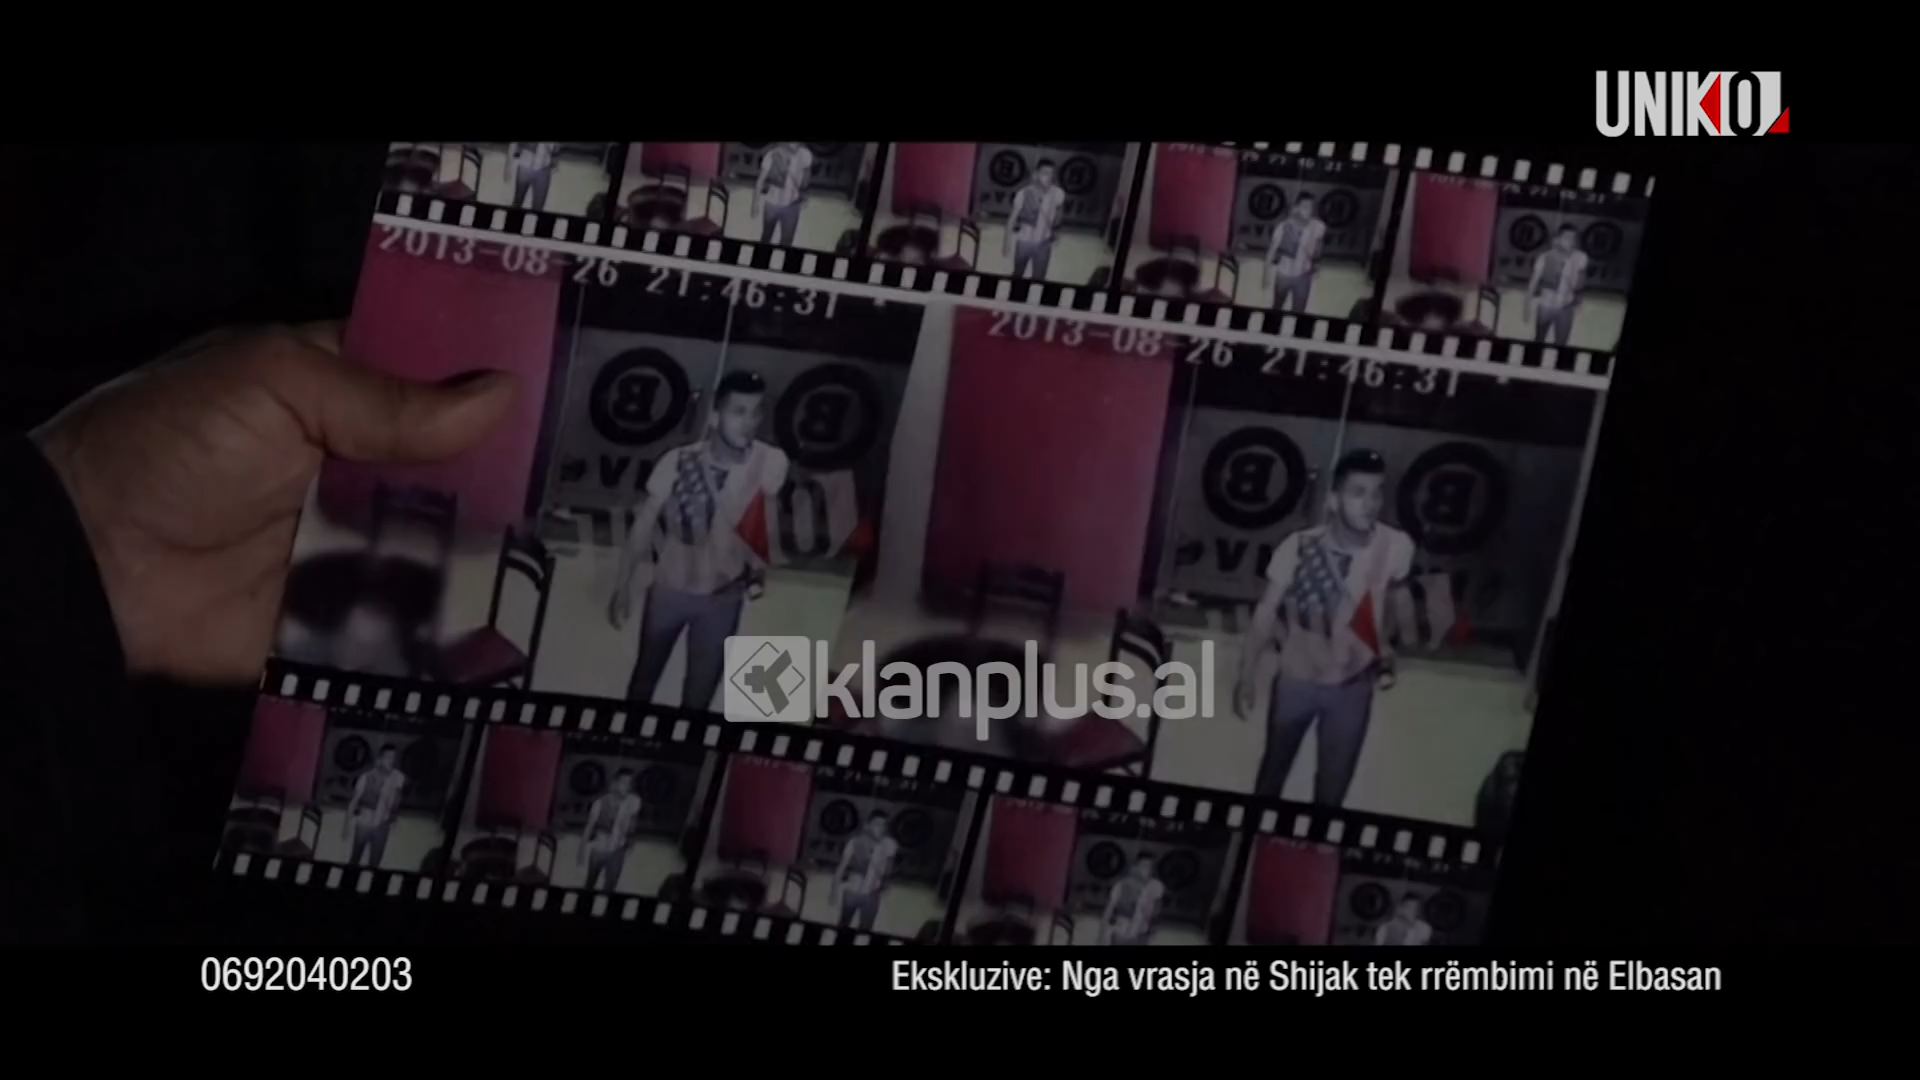 UNIKO
2013-08-26 21:46:31
2013-08-26 21:46:31
B
B
B
B
klanplus.al
0692040203
Ekskluzive: Nga vrasja në Shijak tek rrëmbimi në Elbasan